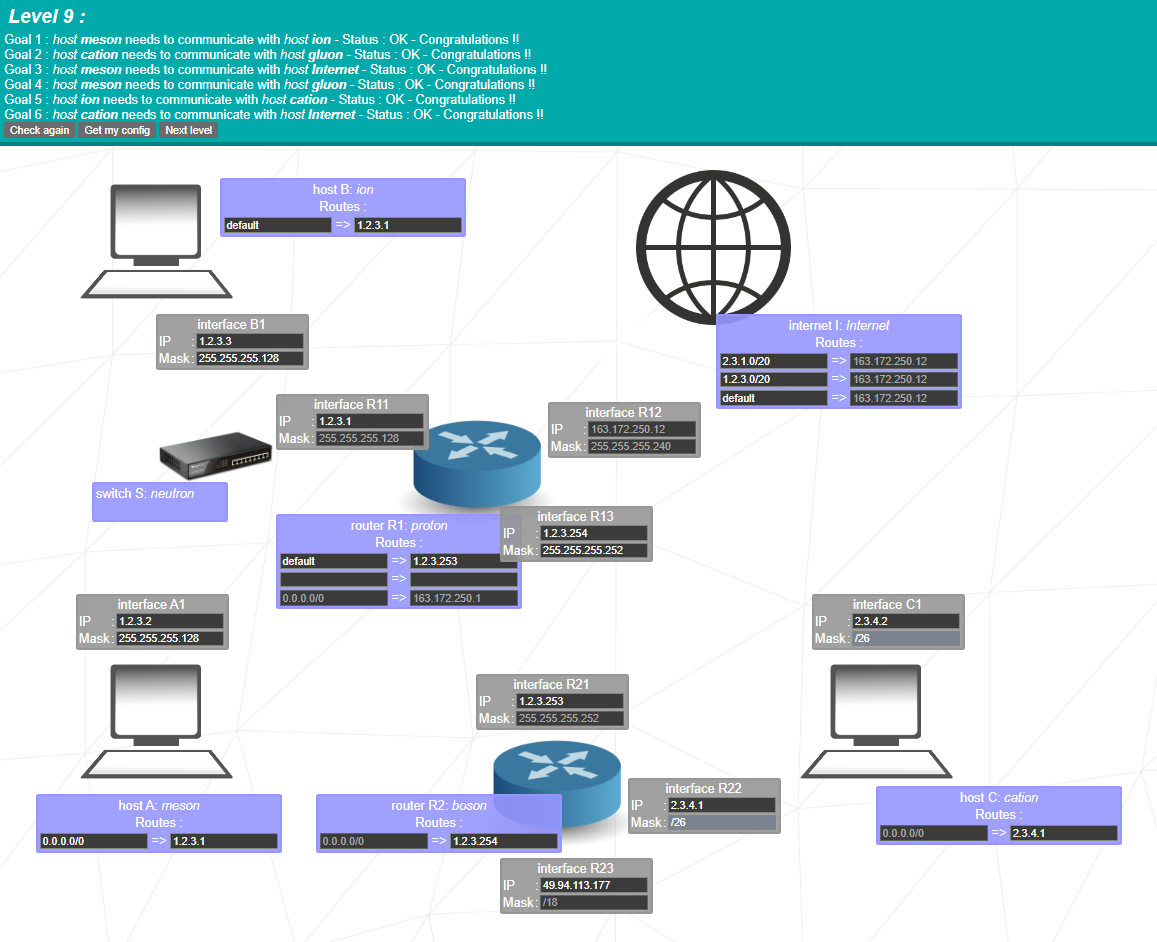 Level 9 :
Goal 1 : host meson needs to communicate with host ion - Status : OK - Congratulations !!
Goal 2 : host cation needs to communicate with host gluon - Status : OK - Congratulations !!
Goal 3 : host meson needs to communicate with host Internet - Status : OK - Congratulations !!
Goal 4 : host meson needs to communicate with host gluon - Status : OK - Congratulations !!
Goal 5 : host ion needs to communicate with host cation - Status : OK - Congratulations !!
Goal 6 : host cation needs to communicate with host Internet - Status : OK - Congratulations !!
Check again Get my config Next level
host B: ion
Routes :
default => 1.2.3.1
interface B1
IP : 1.2.3.3
Mask : 255.255.255.128
internet I: Internet
Routes :
2.3.1.0/20 => 163.172.250.12
1.2.3.0/20 => 163.172.250.12
default => 163.172.250.12
interface R11
IP : 1.2.3.1
Mask : 255.255.255.128
interface R12
IP : 163.172.250.12
Mask : 255.255.255.240
switch S: neutron
router R1: proton
Routes :
default => 1.2.3.253
=>
0.0.0.0/0 => 163.172.250.1
interface R13
IP : 1.2.3.254
Mask : 255.255.255.252
interface A1
IP : 1.2.3.2
Mask : 255.255.255.128
interface C1
IP : 2.3.4.2
Mask : /26
interface R21
IP : 1.2.3.253
Mask : 255.255.255.252
host A: meson
Routes :
0.0.0.0/0 => 1.2.3.1
router R2: boson
Routes :
0.0.0.0/0 => 1.2.3.254
interface R22
IP : 2.3.4.1
Mask : /26
host C: cation
Routes :
0.0.0.0/0 => 2.3.4.1
interface R23
IP : 49.94.113.177
Mask : /18